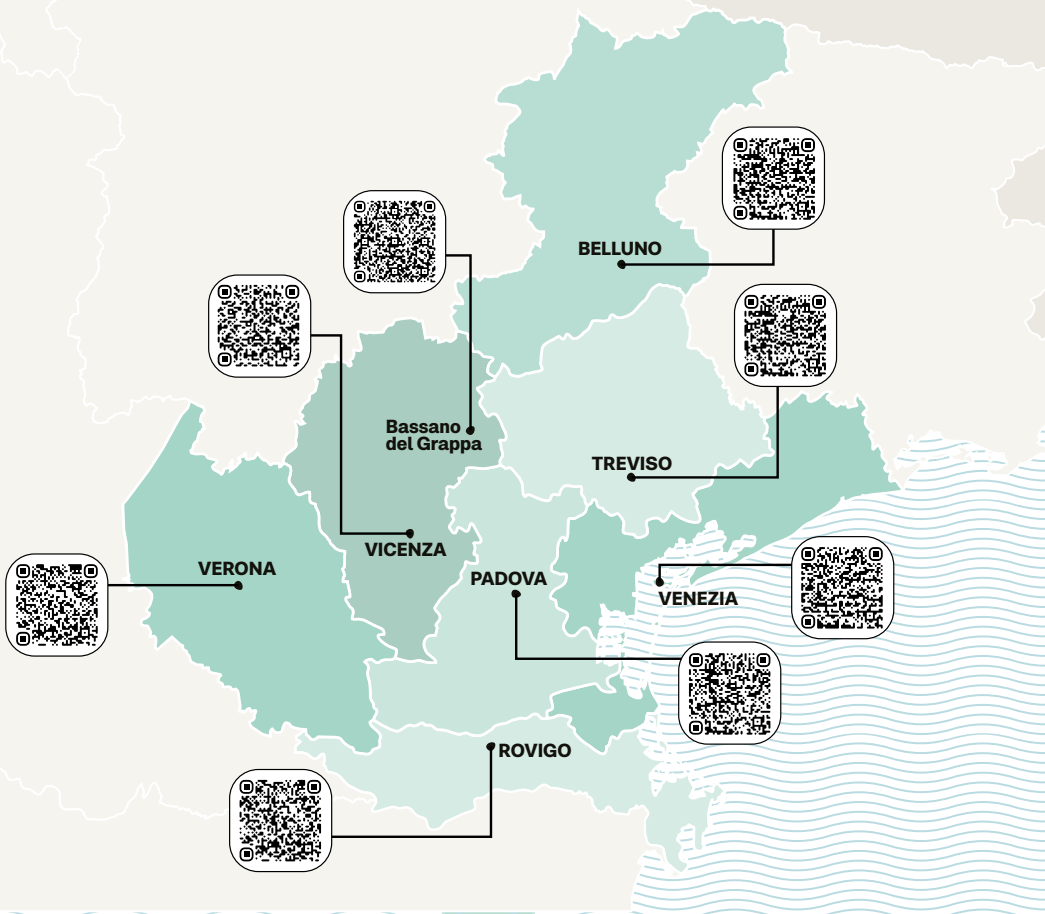 BELLUNO
Bassano
del Grappa
TREVISO
VICENZA
VERONA
PADOVA
VENEZIA
ROVIGO